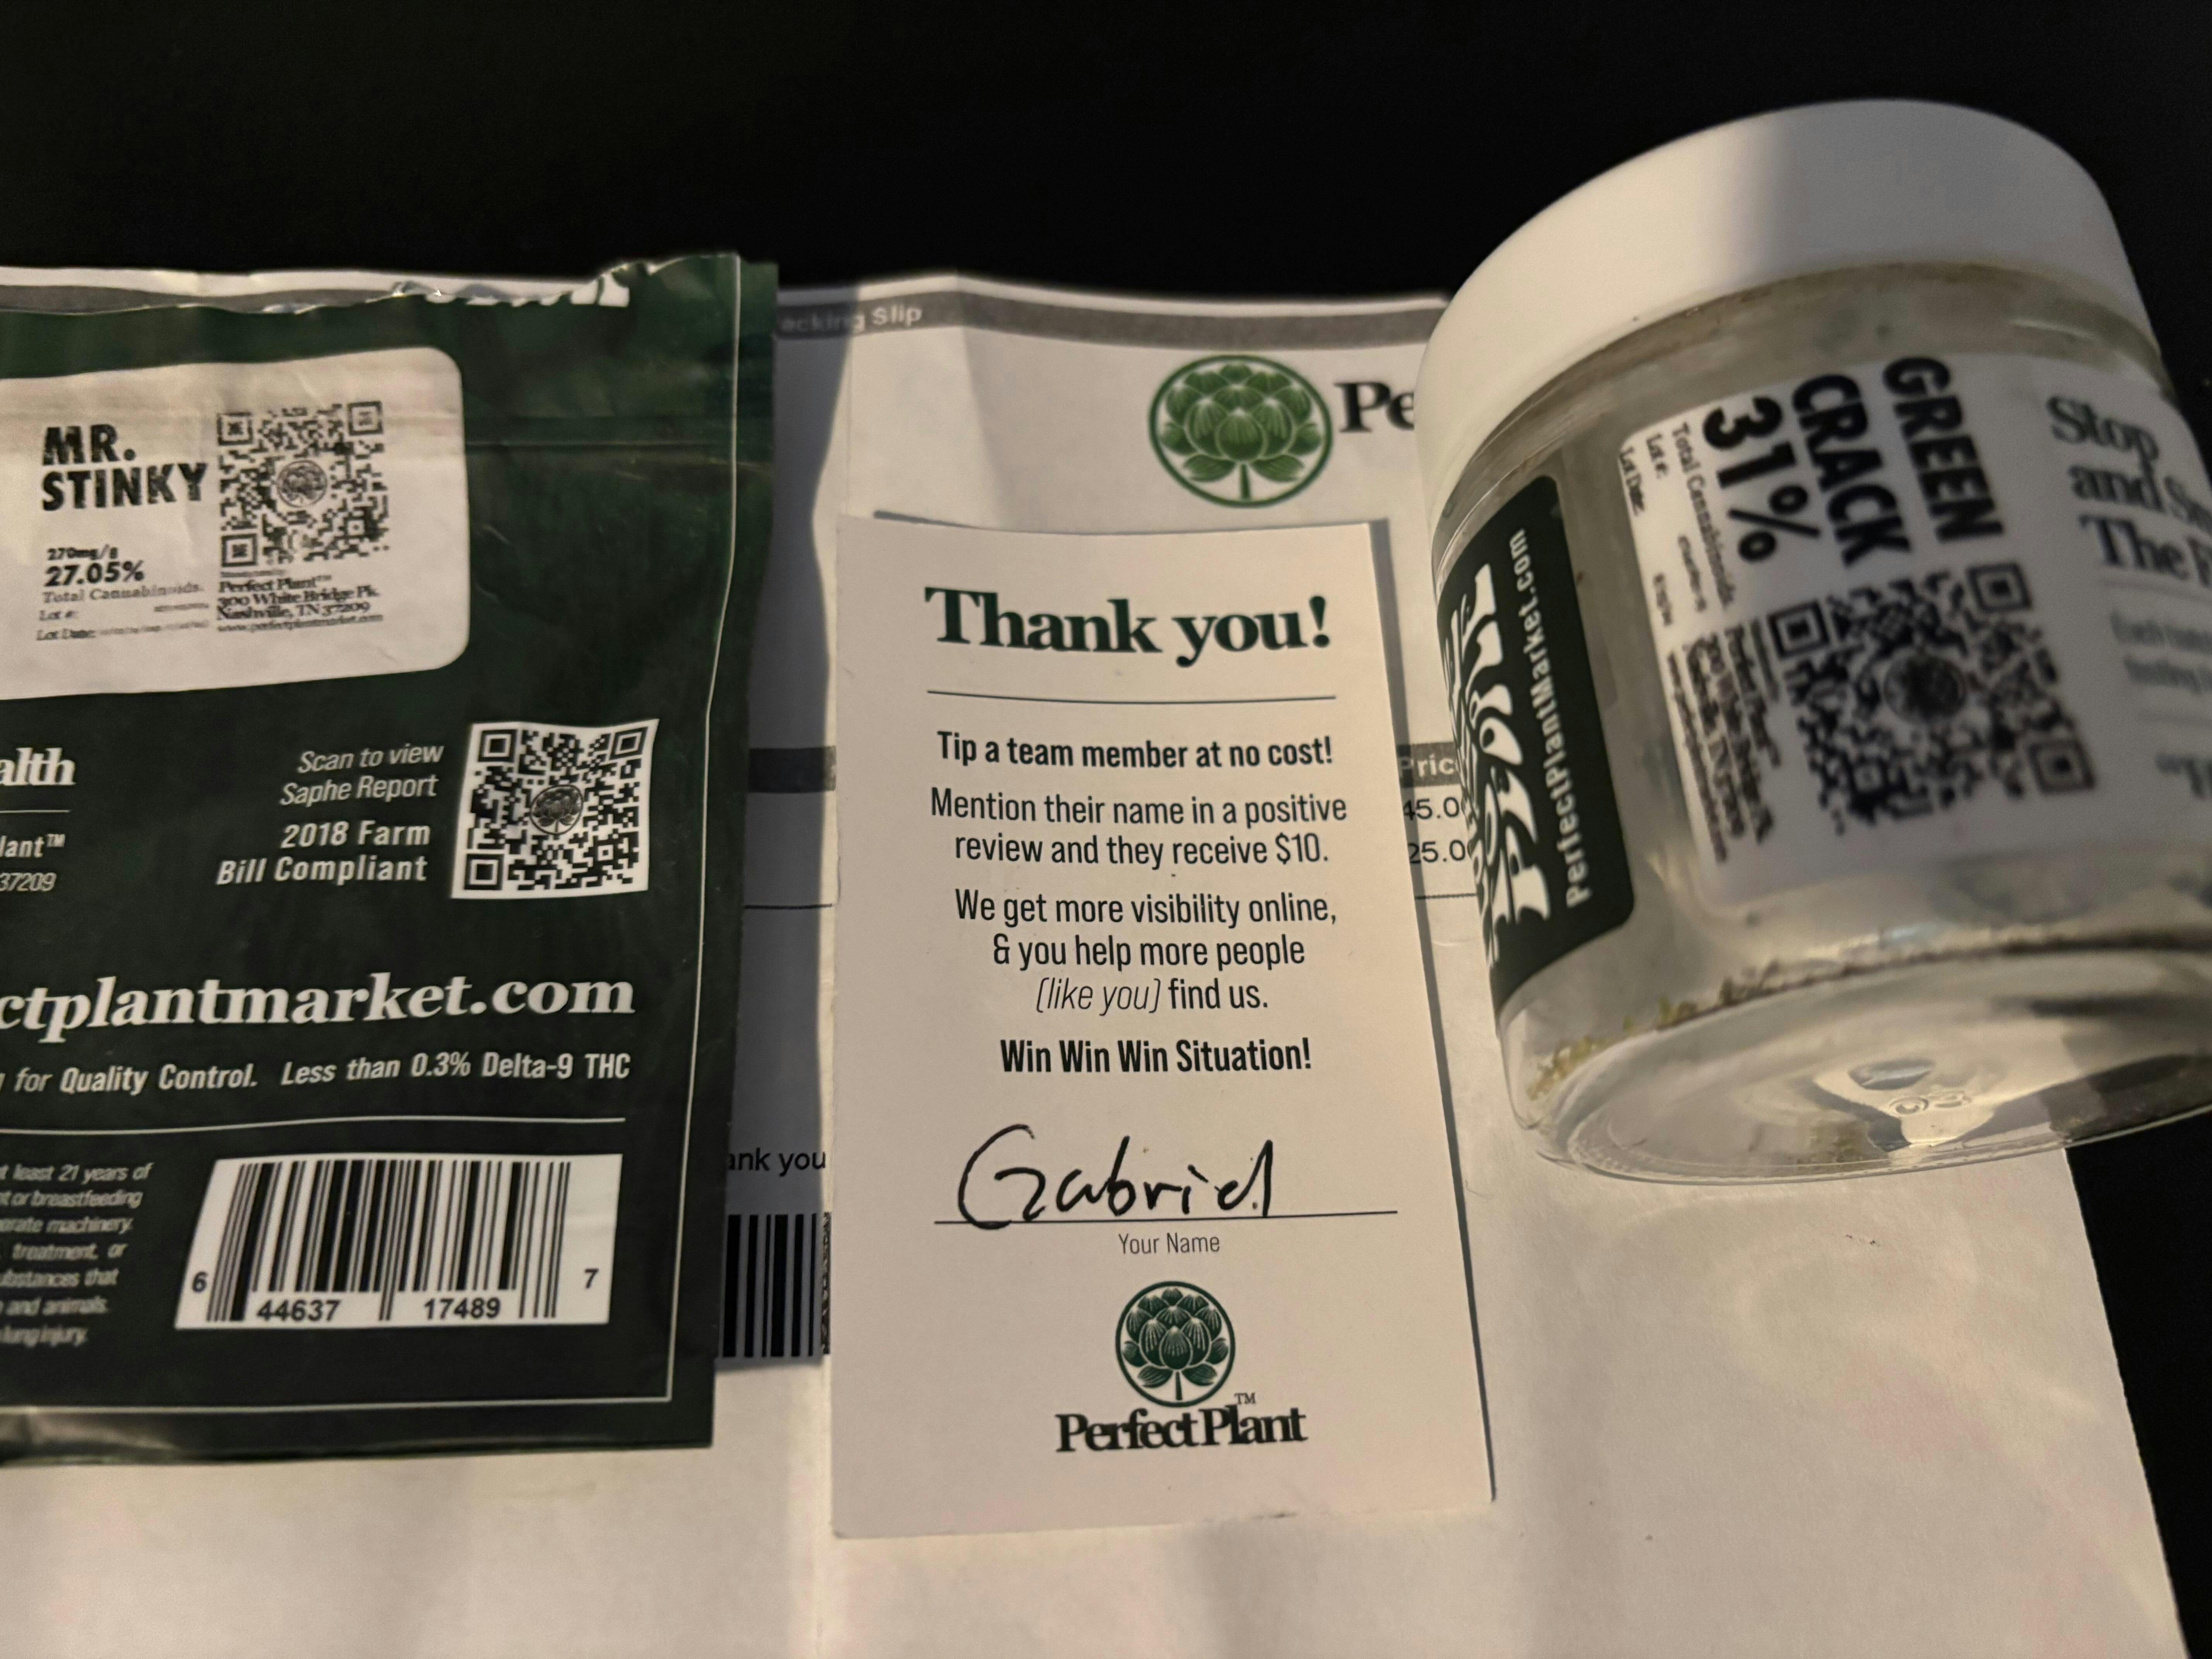 MR.
STINKY
270mg/g
27.05%
Total Cannabinoids.
Lot #:
Lot Date:
Perfect Plant™
300 White Bridge Pk.
Nashville, TN 37209
www.perfectplantmarket.com
alth
lant™
37209
Scan to view
Saphe Report
2018 Farm
Bill Compliant
ctplantmarket.com
for Quality Control. Less than 0.3% Delta-9 THC
t least 21 years of
nt or breastfeeding
erate machinery.
treatment, or
ubstances that
and animals.
lung injury.
6 44637 17489 7
acking Slip
Pe
Pric
45.0
25.0
ank you
Thank you!
Tip a team member at no cost!
Mention their name in a positive
review and they receive $10.
We get more visibility online,
& you help more people
(like you) find us.
Win Win Win Situation!
Gabriel
Your Name
PerfectPlant™
PerfectPlantMarket.com
GREEN
CRACK
31%
Total Cannabinoids.
Lot #:
Lot Date:
Stop
and S
The F